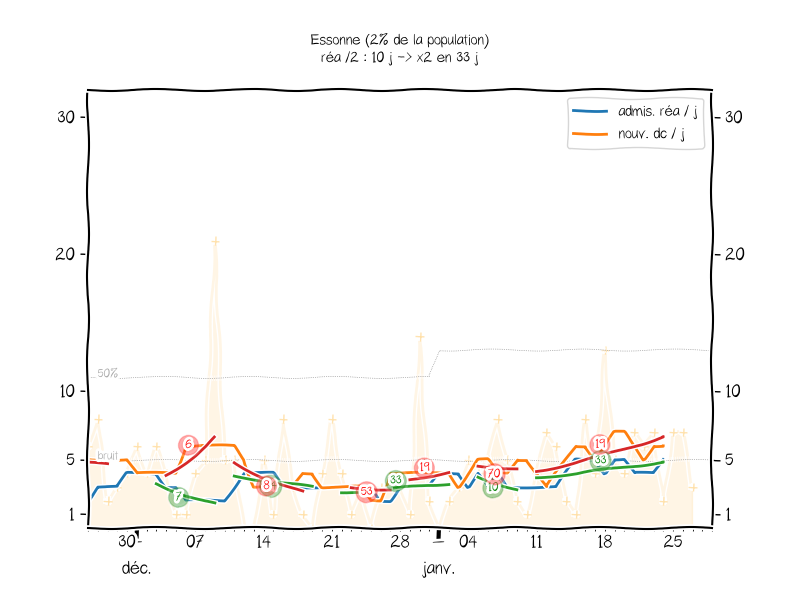 Essonne (2% de la population)
réa /2 : 10 j -> x2 en 33 j
admis. réa / j
nouv. dc / j
30 30
20 20
50%
10 10
6 19 19
bruit
5 5
33 33
70
8 53 10
7
1 1
30 07 14 21 28 04 11 18 25
déc. janv.